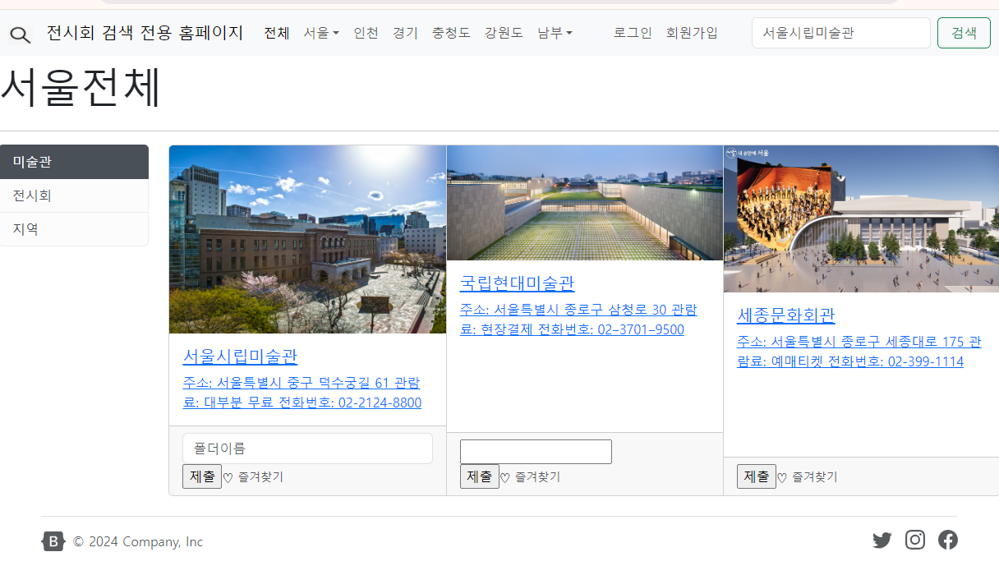 전시회 검색 전용 홈페이지 전체 서울 인천 경기 충청도 강원도 남부 로그인 회원가입 서울시립미술관 검색
서울전체
미술관
전시회
지역
서울시립미술관
주소: 서울특별시 중구 덕수궁길 61 관람
료: 대부분 무료 전화번호: 02-2124-8800
폴더이름
제출 ♡ 즐겨찾기
국립현대미술관
주소: 서울특별시 종로구 삼청로 30 관람
료: 현장결제 전화번호: 02–3701–9500
제출 ♡ 즐겨찾기
내 손안에 서울
세종문화회관
주소: 서울특별시 종로구 세종대로 175 관
람료: 예매티켓 전화번호: 02-399-1114
제출 ♡ 즐겨찾기
B © 2024 Company, Inc